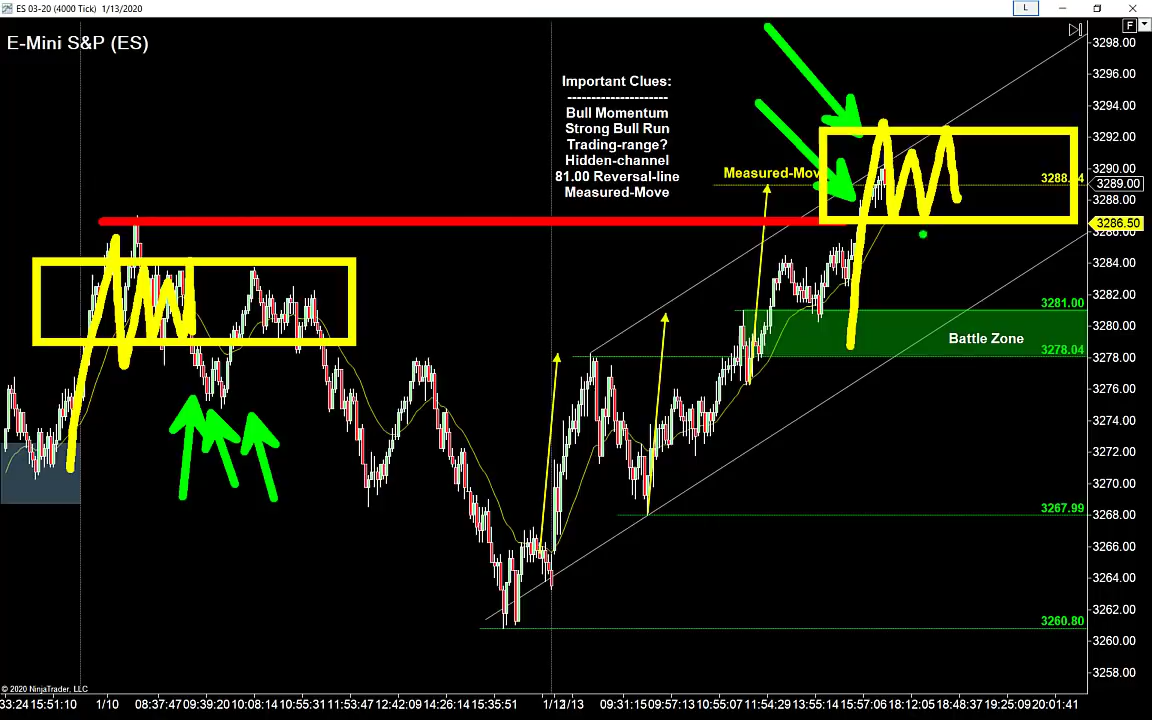 ES 03-20 (4000 Tick) 1/13/2020
L
F
E-Mini S&P (ES)
Important Clues:
---------------------
Bull Momentum
Strong Bull Run
Trading-range?
Hidden-channel
81.00 Reversal-line
Measured-Move
Measured-Mov
3288.
4
3281.00
Battle Zone
3278.04
3267.99
3260.80
3298.00
3296.00
3294.00
3292.00
3290.00
3289.00
3288.00
3286.50
3286.00
3284.00
3282.00
3280.00
3278.00
3276.00
3274.00
3272.00
3270.00
3268.00
3266.00
3264.00
3262.00
3260.00
3258.00
© 2020 NinjaTrader, LLC
33:24 15:51:10 1/10 08:37:47 09:39:20 10:08:14 10:55:31 11:53:47 12:42:09 14:26:14 15:35:51 1/12 1/13 09:31:15 09:57:13 10:55:07 11:54:29 13:55:14 15:57:06 18:12:05 18:48:37 19:25:09 20:01:41